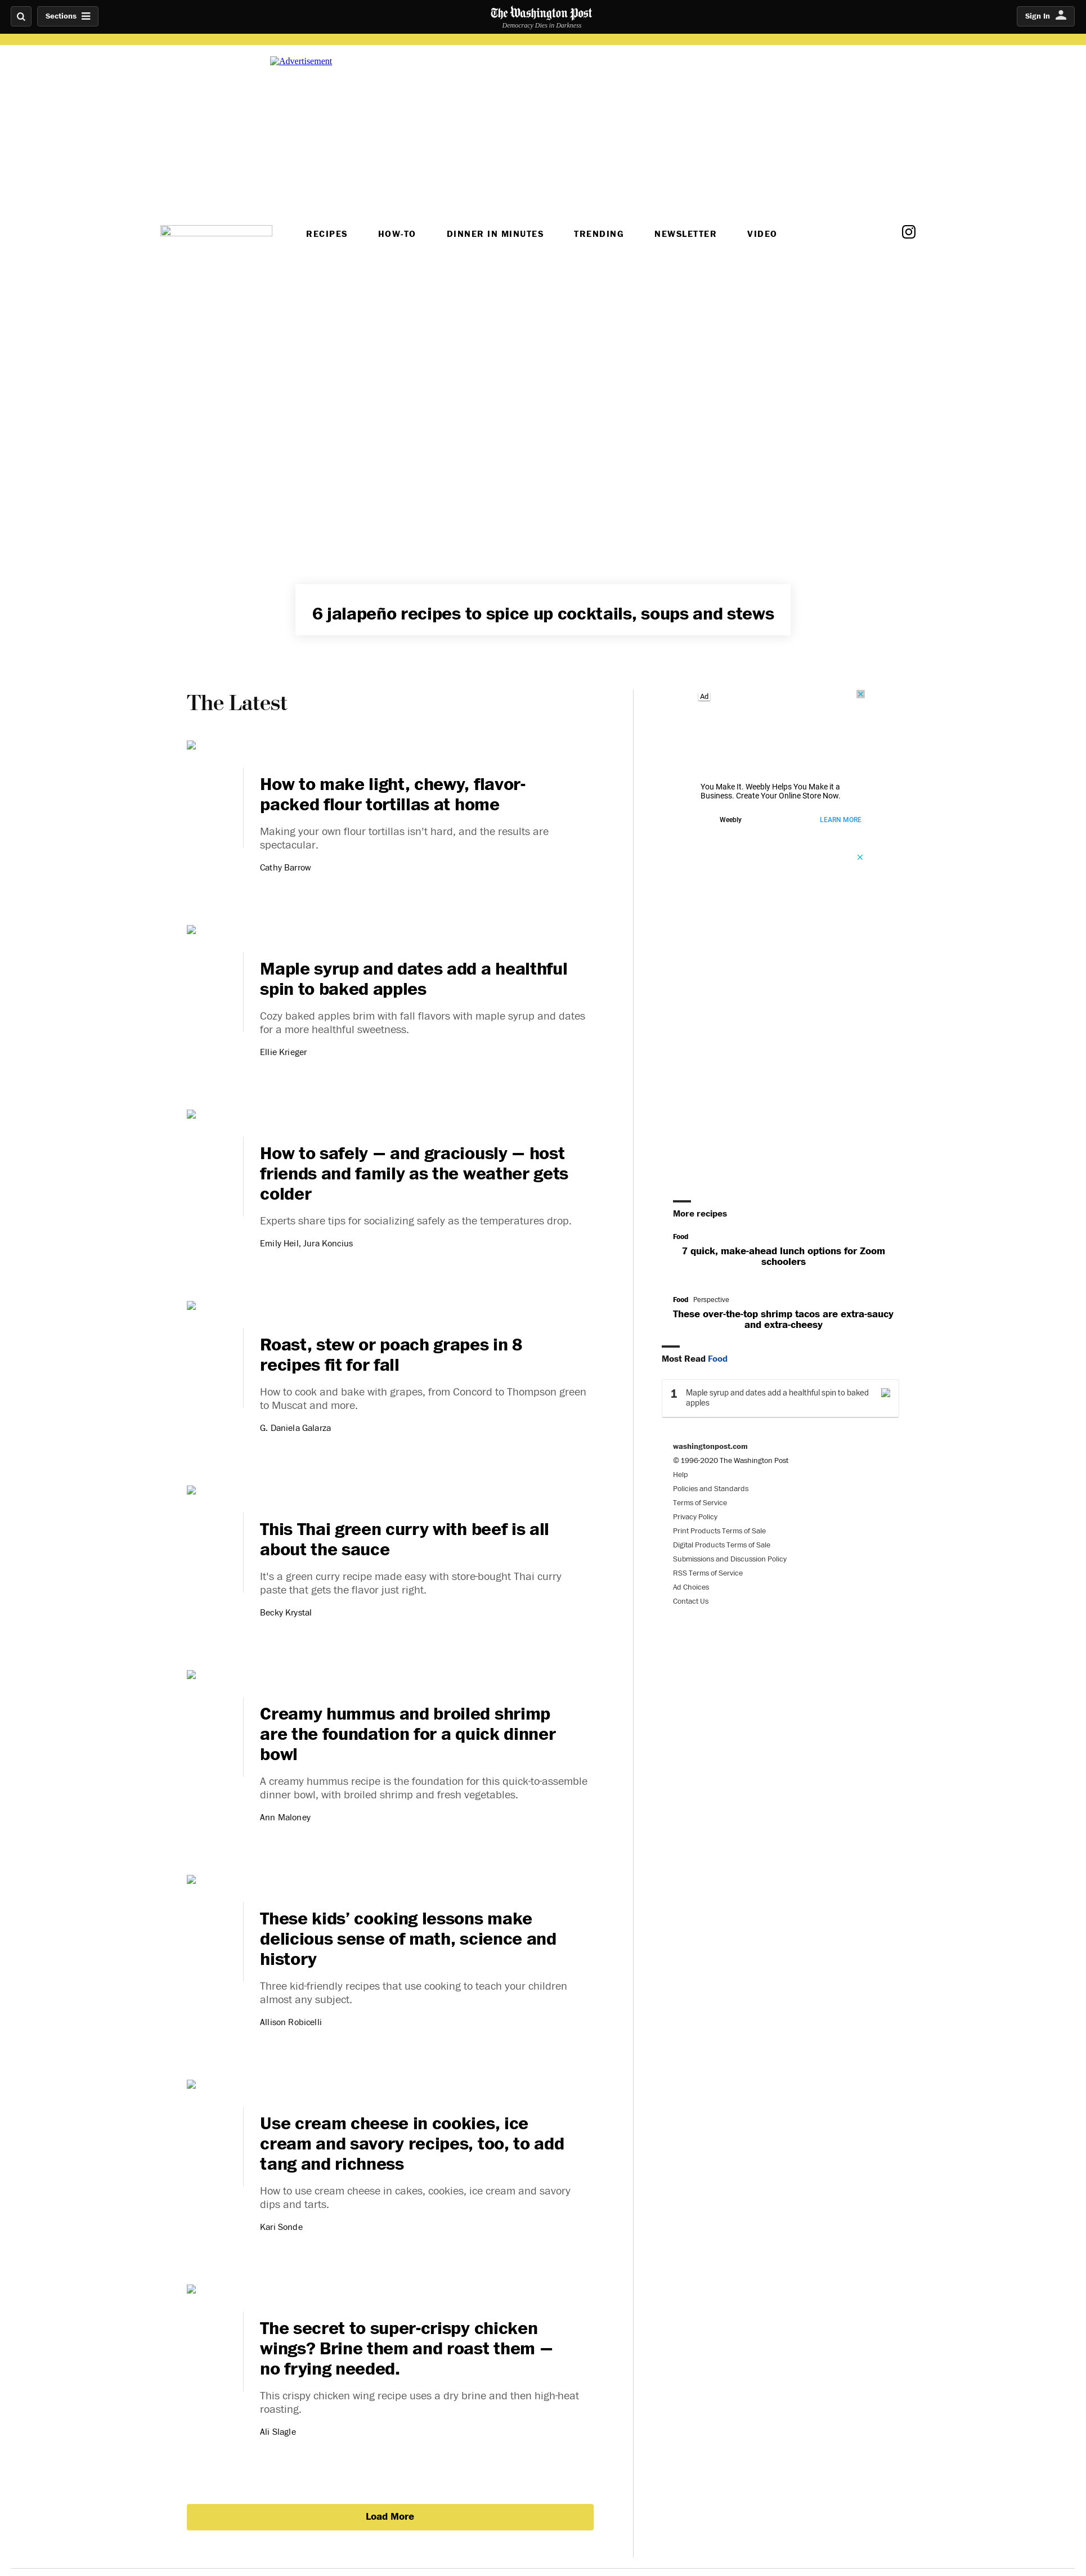 Sections
The Washington Post
Democracy Dies in Darkness
Sign In
Advertisement
RECIPES HOW-TO DINNER IN MINUTES TRENDING NEWSLETTER VIDEO
6 jalapeño recipes to spice up cocktails, soups and stews
The Latest
How to make light, chewy, flavor-
packed flour tortillas at home
Making your own flour tortillas isn't hard, and the results are
spectacular.
Cathy Barrow
Maple syrup and dates add a healthful
spin to baked apples
Cozy baked apples brim with fall flavors with maple syrup and dates
for a more healthful sweetness.
Ellie Krieger
How to safely — and graciously — host
friends and family as the weather gets
colder
Experts share tips for socializing safely as the temperatures drop.
Emily Heil, Jura Koncius
Roast, stew or poach grapes in 8
recipes fit for fall
How to cook and bake with grapes, from Concord to Thompson green
to Muscat and more.
G. Daniela Galarza
This Thai green curry with beef is all
about the sauce
It's a green curry recipe made easy with store-bought Thai curry
paste that gets the flavor just right.
Becky Krystal
Creamy hummus and broiled shrimp
are the foundation for a quick dinner
bowl
A creamy hummus recipe is the foundation for this quick-to-assemble
dinner bowl, with broiled shrimp and fresh vegetables.
Ann Maloney
These kids’ cooking lessons make
delicious sense of math, science and
history
Three kid-friendly recipes that use cooking to teach your children
almost any subject.
Allison Robicelli
Use cream cheese in cookies, ice
cream and savory recipes, too, to add
tang and richness
How to use cream cheese in cakes, cookies, ice cream and savory
dips and tarts.
Kari Sonde
The secret to super-crispy chicken
wings? Brine them and roast them —
no frying needed.
This crispy chicken wing recipe uses a dry brine and then high-heat
roasting.
Ali Slagle
Load More
Ad
You Make It. Weebly Helps You Make it a
Business. Create Your Online Store Now.
Weebly LEARN MORE
More recipes
Food
7 quick, make-ahead lunch options for Zoom
schoolers
Food Perspective
These over-the-top shrimp tacos are extra-saucy
and extra-cheesy
Most Read Food
1 Maple syrup and dates add a healthful spin to baked
apples
washingtonpost.com
© 1996-2020 The Washington Post
Help
Policies and Standards
Terms of Service
Privacy Policy
Print Products Terms of Sale
Digital Products Terms of Sale
Submissions and Discussion Policy
RSS Terms of Service
Ad Choices
Contact Us